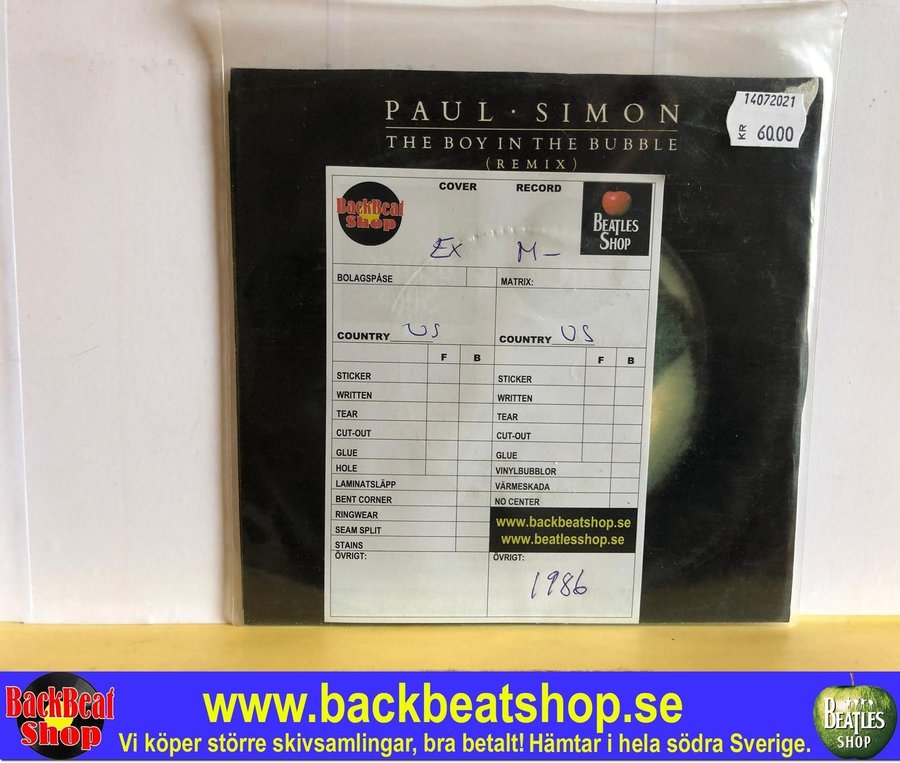 PAUL · SIMON
THE BOY IN THE BUBBLE
(REMIX)
14072021
KR 60.00
COVER RECORD
BackBeat
Shop
BEATLES
SHOP
EX M-
BOLAGSPÅSE MATRIX:
COUNTRY US COUNTRY US
F B F B
STICKER STICKER
WRITTEN WRITTEN
TEAR TEAR
CUT-OUT CUT-OUT
GLUE GLUE
HOLE VINYLBUBBLOR
LAMINATSLÄPP VÄRMESKADA
BENT CORNER NO CENTER
RINGWEAR www.backbeatshop.se
SEAM SPLIT www.beatlesshop.se
STAINS
ÖVRIGT: ÖVRIGT:
1986
BackBeat
Shop
www.backbeatshop.se
Vi köper större skivsamlingar, bra betalt! Hämtar i hela södra Sverige.
BEATLES
SHOP